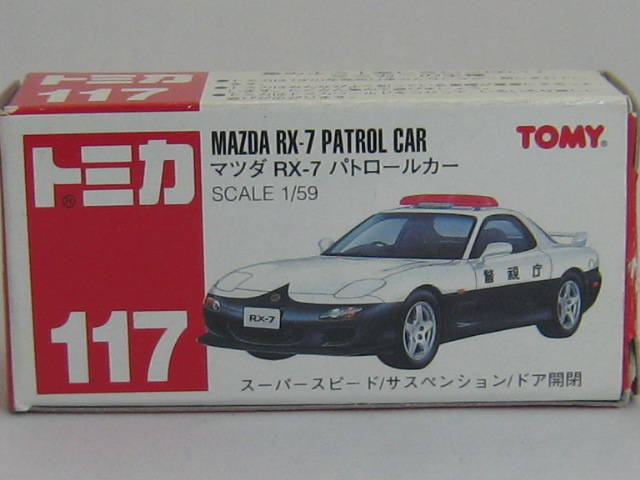 トミカ
117
トミカ®
117
MAZDA RX-7 PATROL CAR
マツダ RX-7 パトロールカー
SCALE 1/59
TOMY®
警視庁
RX-7
スーパースピード/サスペンション/ドア開閉